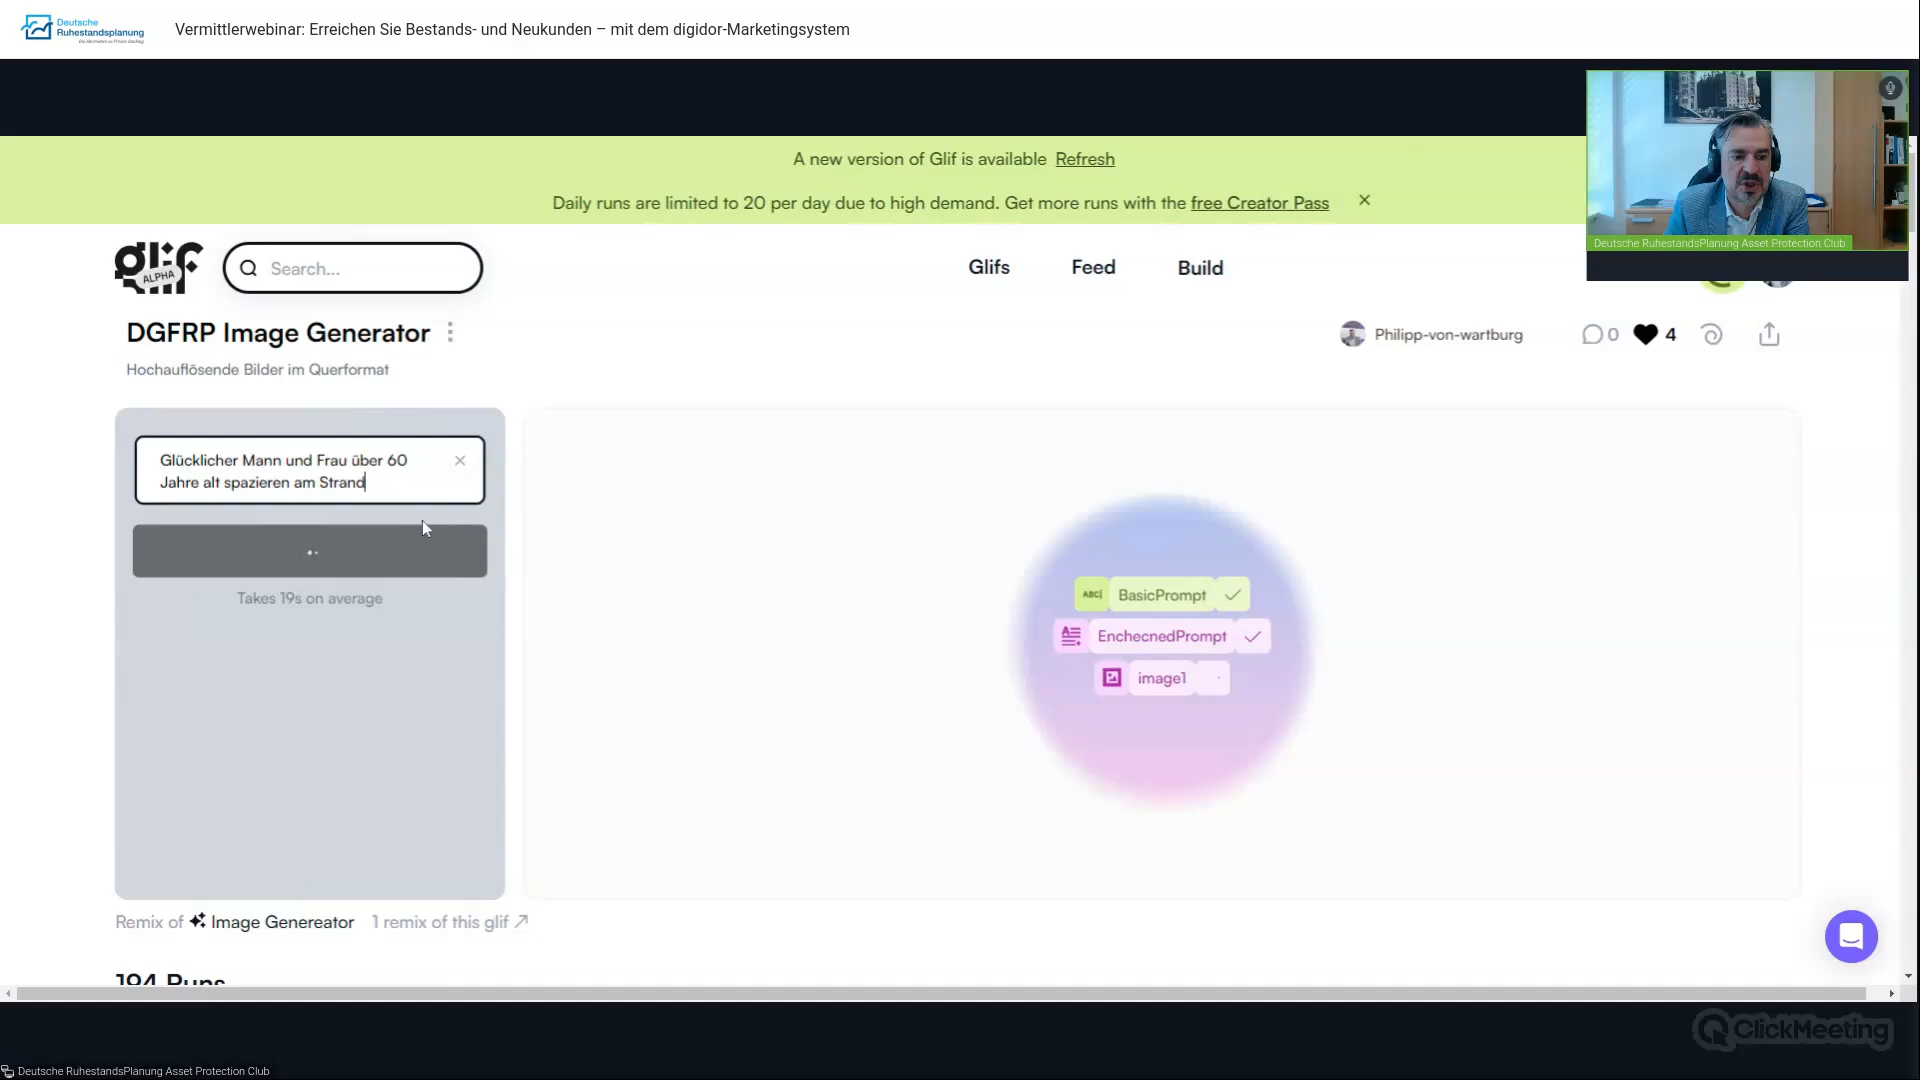 Deutsche
Ruhestandsplanung
Vermittlerwebinar: Erreichen Sie Bestands- und Neukunden – mit dem digidor-Marketingsystem
A new version of Glif is available Refresh
Daily runs are limited to 20 per day due to high demand. Get more runs with the free Creator Pass
Deutsche RuhestandsPlanung Asset Protection Club
glif
ALPHA
Search...
Glifs
Feed
Build
DGFRP Image Generator
Philipp-von-wartburg
0
4
Hochauflösende Bilder im Querformat
Glücklicher Mann und Frau über 60
Jahre alt spazieren am Strand
Takes 19s on average
ABC| BasicPrompt
EnchecnedPrompt
image1
Remix of Image Genereator 1 remix of this glif
194 Runs
ClickMeeting
Deutsche RuhestandsPlanung Asset Protection Club